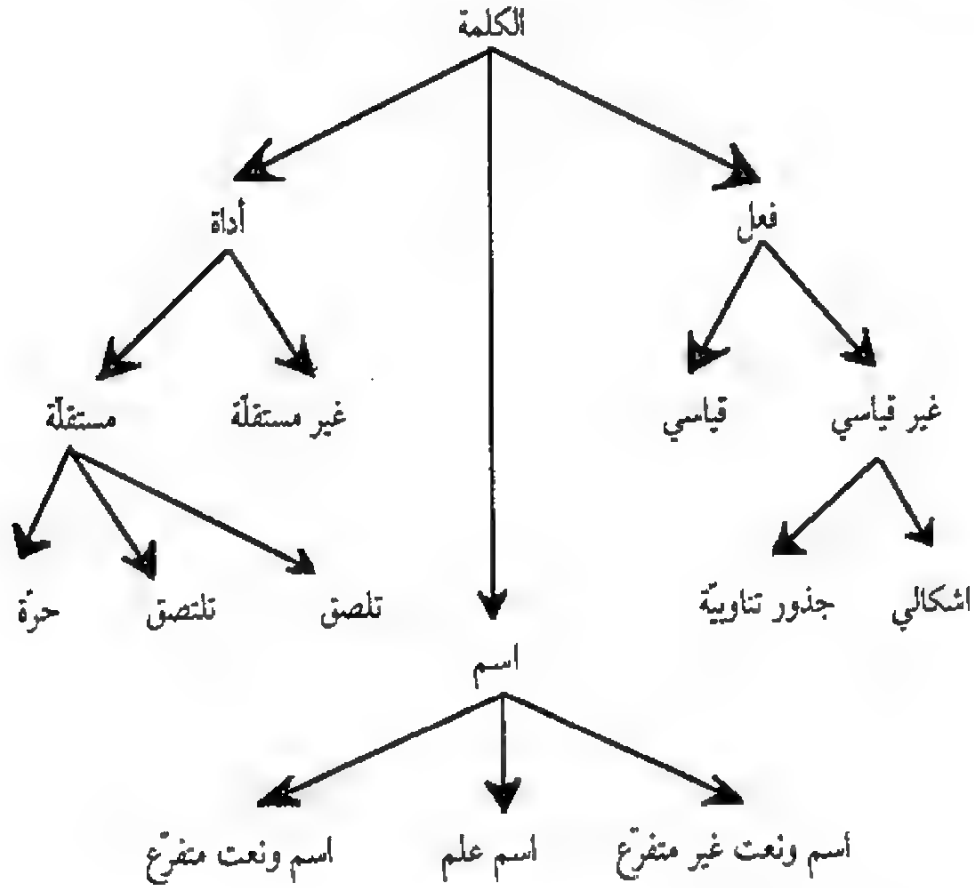 الكلمة
فعل
أداة
غير قياسي
قياسي
غير مستقلّة
مستقلّة
اشكالي
جذور تناوبيّة
تلصق
تلتصق
حرّة
اسم
أسم ونعت غير متفرّع
اسم علم
اسم ونعت متفرّع